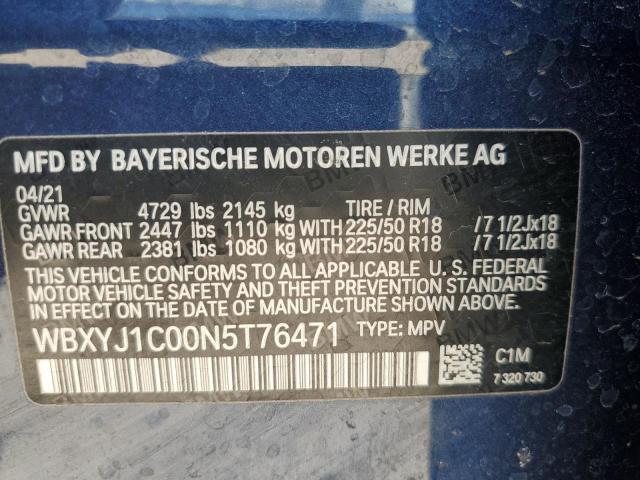 MFD BY BAYERISCHE MOTOREN WERKE AG
04/21
GVWR 4729 lbs 2145 kg TIRE / RIM
GAWR FRONT 2447 lbs 1110 kg WITH 225/50 R18 /7 1/2Jx18
GAWR REAR 2381 lbs 1080 kg WITH 225/50 R18 /7 1/2Jx18
THIS VEHICLE CONFORMS TO ALL APPLICABLE U. S. FEDERAL
MOTOR VEHICLE SAFETY AND THEFT PREVENTION STANDARDS
IN EFFECT ON THE DATE OF MANUFACTURE SHOWN ABOVE.
WBXYJ1C00N5T76471 TYPE: MPV
C1M
7 320 730